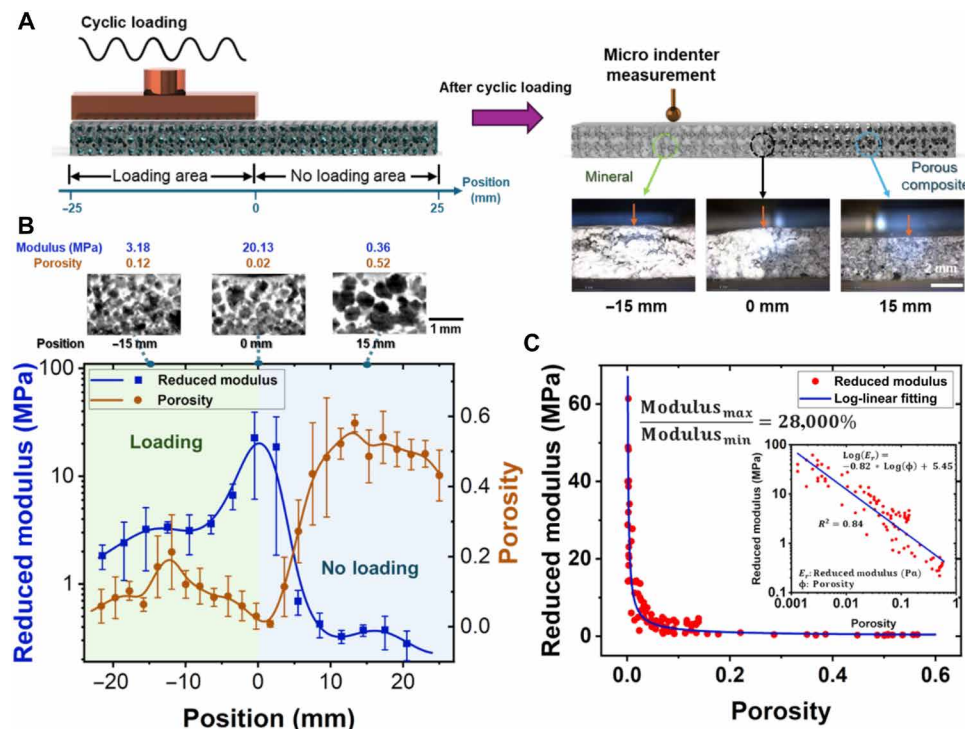 A
Cyclic loading
After cyclic loading
Micro indenter
measurement
Loading area
No loading area
Position
(mm)
−25
0
25
Mineral
Porous
composite
2 mm
−15 mm
0 mm
15 mm
B
Modulus (MPa)
3.18
20.13
0.36
Porosity
0.12
0.02
0.52
1 mm
Position
−15 mm
0 mm
15 mm
Reduced modulus
Porosity
Loading
No loading
Reduced modulus (MPa)
100
10
1
Porosity
0.6
0.4
0.2
0.0
−20
−10
0
10
20
Position (mm)
C
Reduced modulus
Log-linear fitting
Modulusmax
Modulusmin
= 28,000%
Reduced modulus (MPa)
60
40
20
0
0.0
0.2
0.4
0.6
Porosity
Log(Er) =
−0.82 * Log(ϕ) + 5.45
R² = 0.84
Er: Reduced modulus (Pa)
ϕ: Porosity
Reduced modulus (MPa)
100
10
1
0.1
0.001
0.01
0.1
Porosity